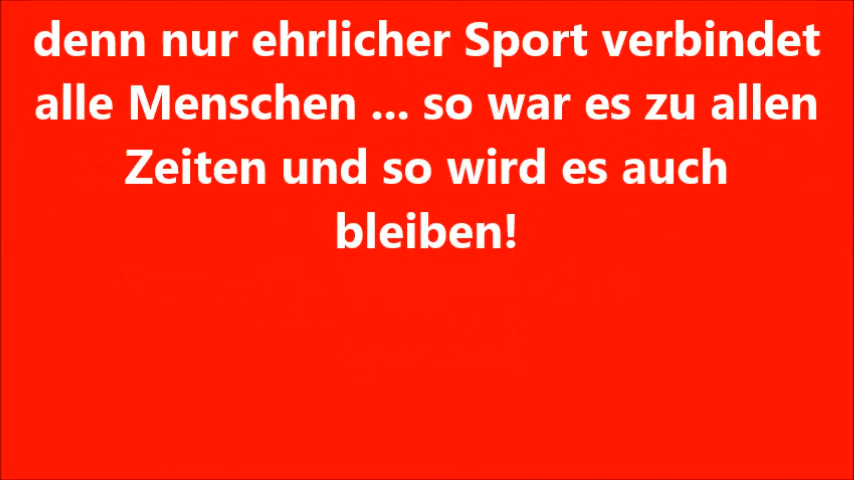 denn nur ehrlicher Sport verbindet
alle Menschen ... so war es zu allen
Zeiten und so wird es auch
bleiben!